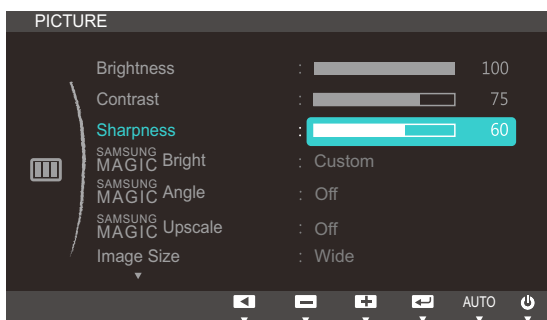 PICTURE
Brightness : 100
Contrast : 75
Sharpness : 60
SAMSUNG MAGIC Bright : Custom
SAMSUNG MAGIC Angle : Off
SAMSUNG MAGIC Upscale : Off
Image Size : Wide
AUTO